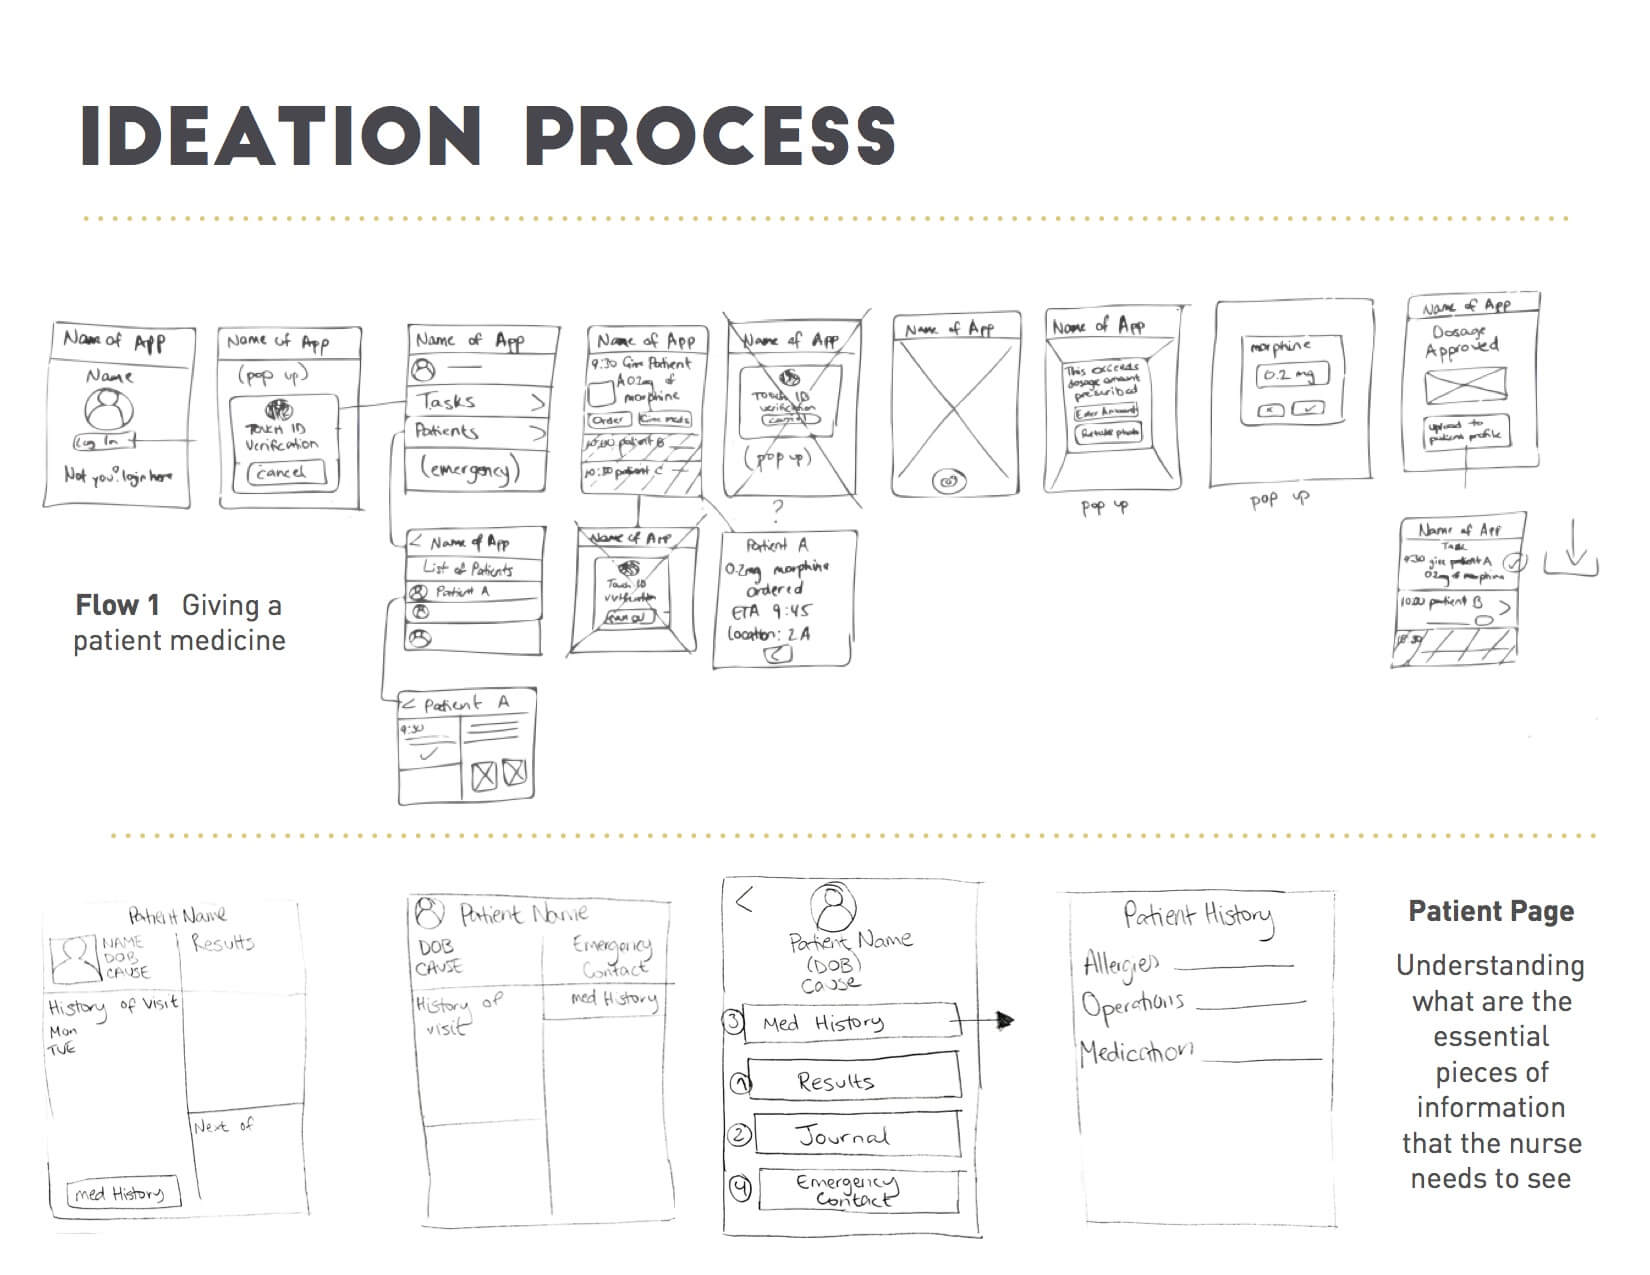 IDEATION PROCESS
Name of App
Name
Log In
Not you? login here
Name of App
(pop up)
Touch ID
Verification
cancel
Name of App
Tasks
Patients
(emergency)
Name of App
9:30 Give Patient
A 02mg of
morphine
Order
Give meds
10:00 patient B
10:30 patient C
Name of App
Touch ID
verification
cancel
(pop up)
?
Name of App
Name of App
This exceeds
dosage amount
prescribed
Enter Amount
Retake photo
pop up
morphine
0.2 mg
pop up
Name of App
Dosage
Approved
upload to
patient profile
< Name of App
List of Patients
Patient A
Name of App
Touch ID
verification
cancel
Patient A
0.2mg morphine
ordered
ETA 9:45
Location: 2A
<
Name of App
9:30 give patient A
02mg of morphine
10:00 patient B
>
Flow 1 Giving a
patient medicine
< Patient A
9:30
Patient Name
NAME
DOB
CAUSE
Results
History of Visit
Mon
TUE
Next of
med History
Patient Name
DOB
CAUSE
Emergency
Contact
History of
visit
med History
<
Patient Name
(DOB)
Cause
3 Med History
1 Results
2 Journal
4 Emergency
Contact
Patient History
Allergies
Operations
Medication
Patient Page
Understanding
what are the
essential
pieces of
information
that the nurse
needs to see